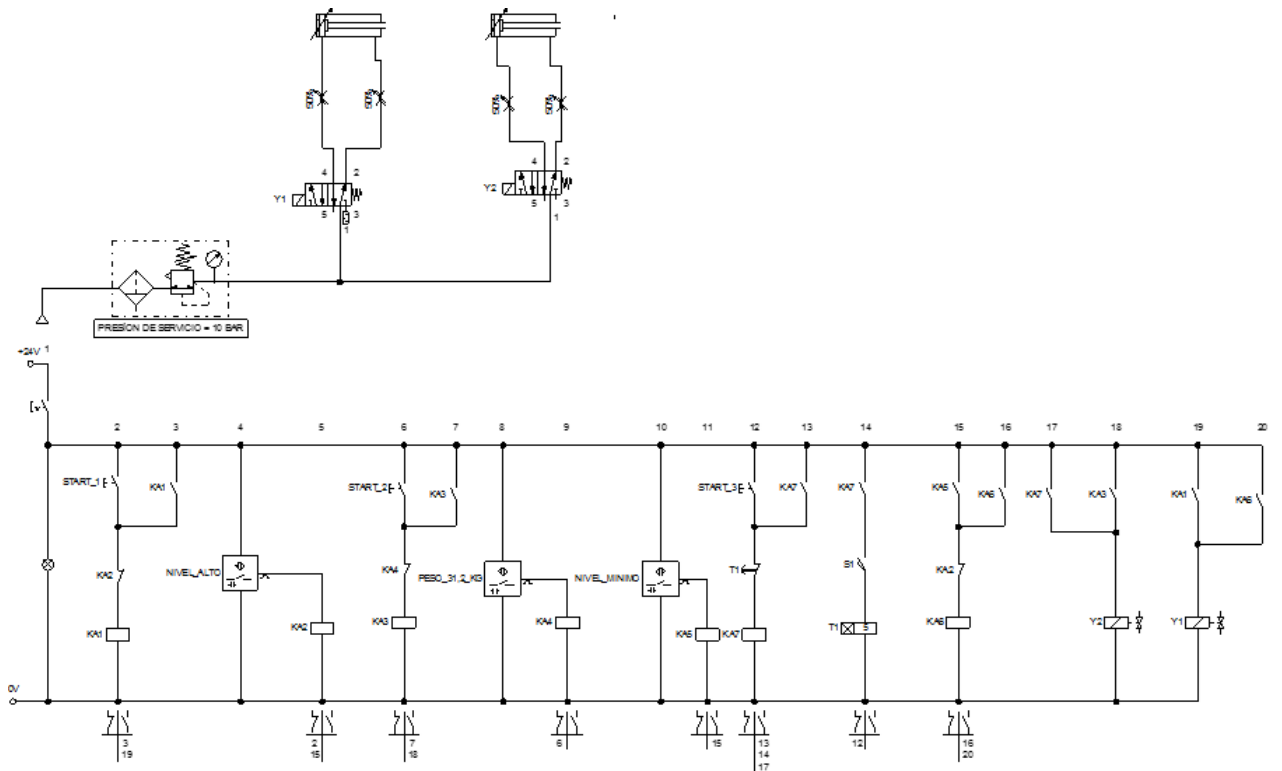 50%
50%
50%
50%
4 2
Y1
5 3
1
4 2
Y2
5 3
1
PRESION DE SERVICIO = 10 BAR
+24V 1
2 3 4 5 6 7 8 9 10 11 12 13 14 15 16 17 18 19 20
START_1 KA1 START_2 KA3 START_3 KA7 KA7 KA5 KA6 KA7 KA3 KA1 KA6
KA2 NIVEL_ALTO KA4 PESO_31,2_KG NIVEL_MINIMO T1 S1 KA2
KA1 KA2 KA3 KA4 KA5 KA7 T1 5 KA6 Y2 Y1
0V
3 2 7 6 15 13 12 16
19 15 18 14 20
17